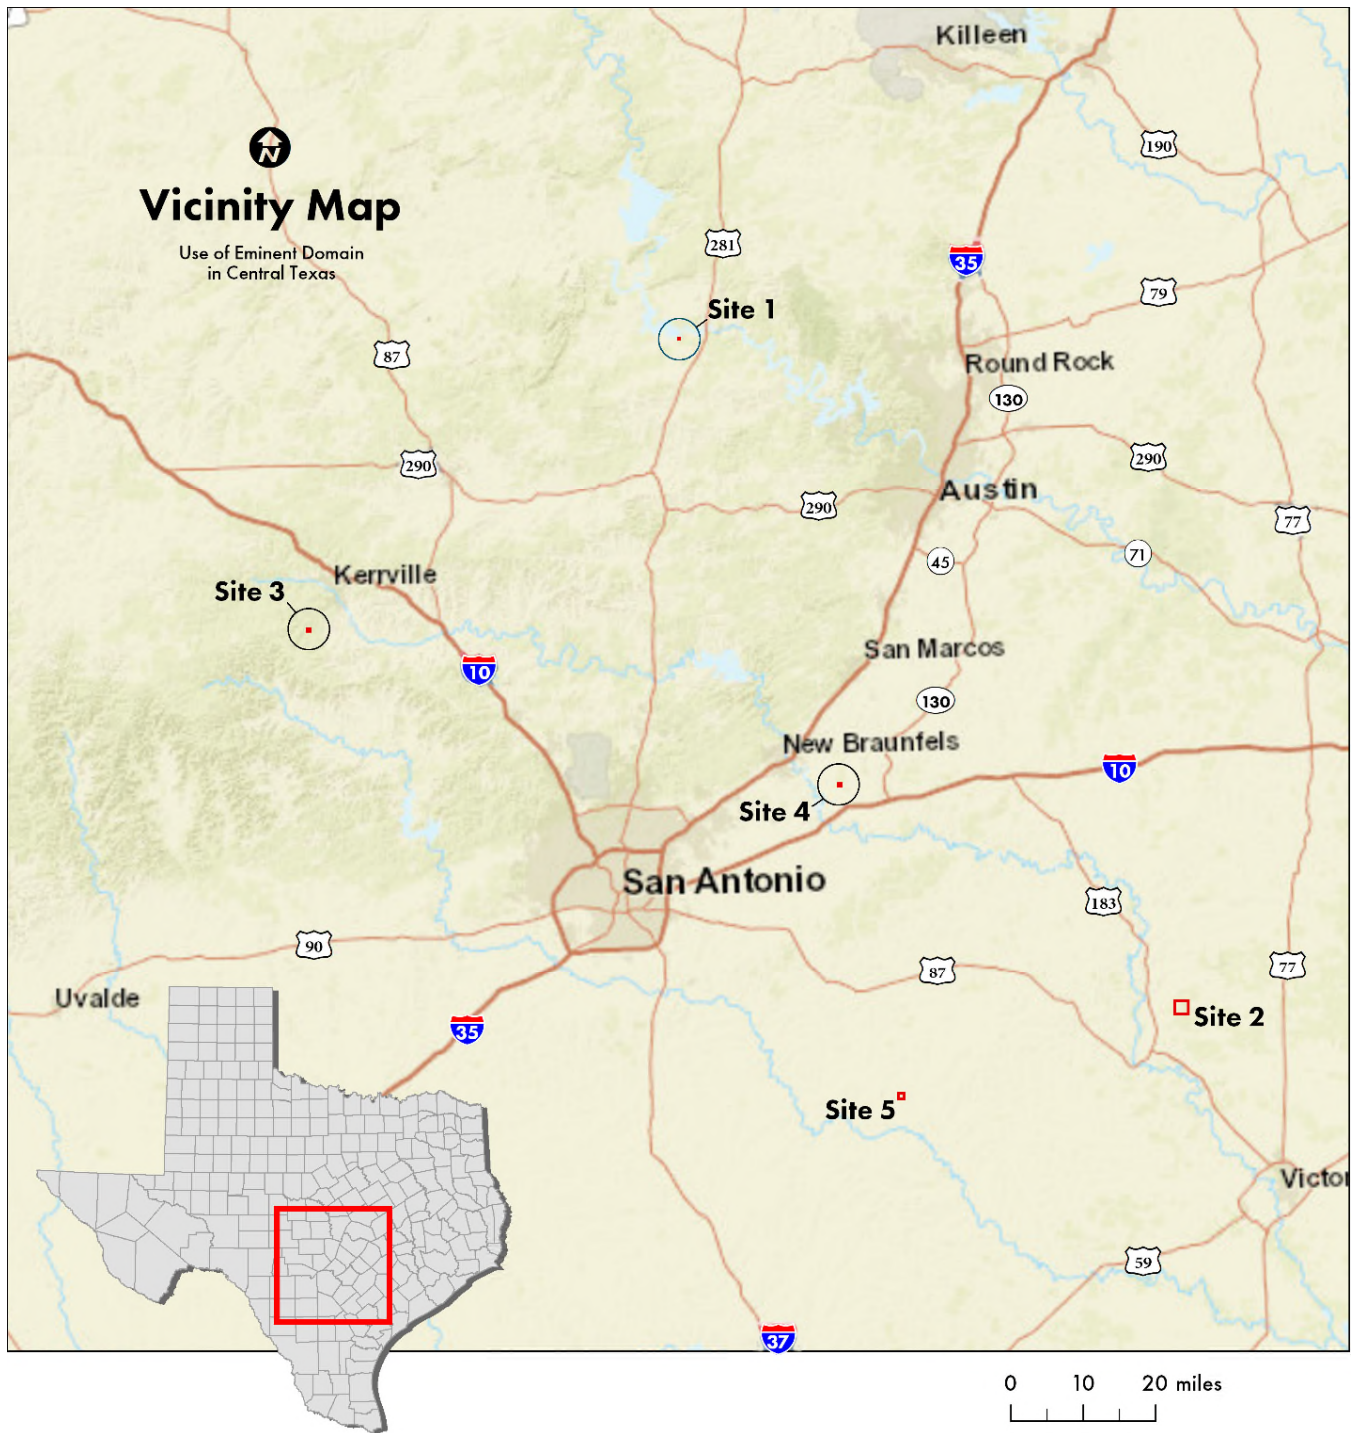 Killeen
190
N
Vicinity Map
Use of Eminent Domain
in Central Texas
281
35
79
Site 1
87
Round Rock
130
290
290
Austin
290
77
45
71
Kerrville
Site 3
San Marcos
10
130
New Braunfels
10
Site 4
San Antonio
183
90
87
77
Uvalde
Site 2
35
Site 5
Victor
59
37
0 10 20 miles